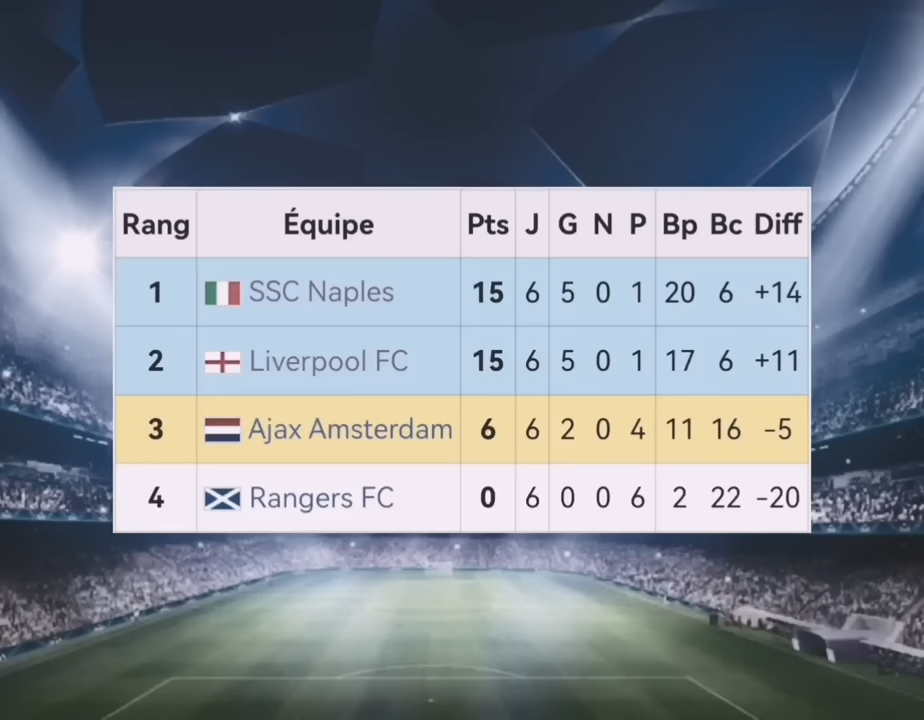 Rang Équipe Pts J G N P Bp Bc Diff
1 SSC Naples 15 6 5 0 1 20 6 +14
2 Liverpool FC 15 6 5 0 1 17 6 +11
3 Ajax Amsterdam 6 6 2 0 4 11 16 -5
4 Rangers FC 0 6 0 0 6 2 22 -20